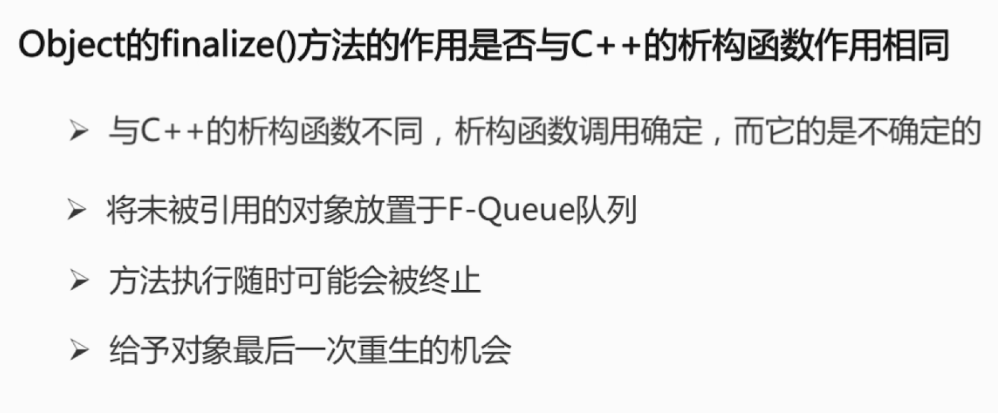 Object的finalize()方法的作用是否与C++的析构函数作用相同
➢ 与C++的析构函数不同，析构函数调用确定，而它的是不确定的
➢ 将未被引用的对象放置于F-Queue队列
➢ 方法执行随时可能会被终止
➢ 给予对象最后一次重生的机会